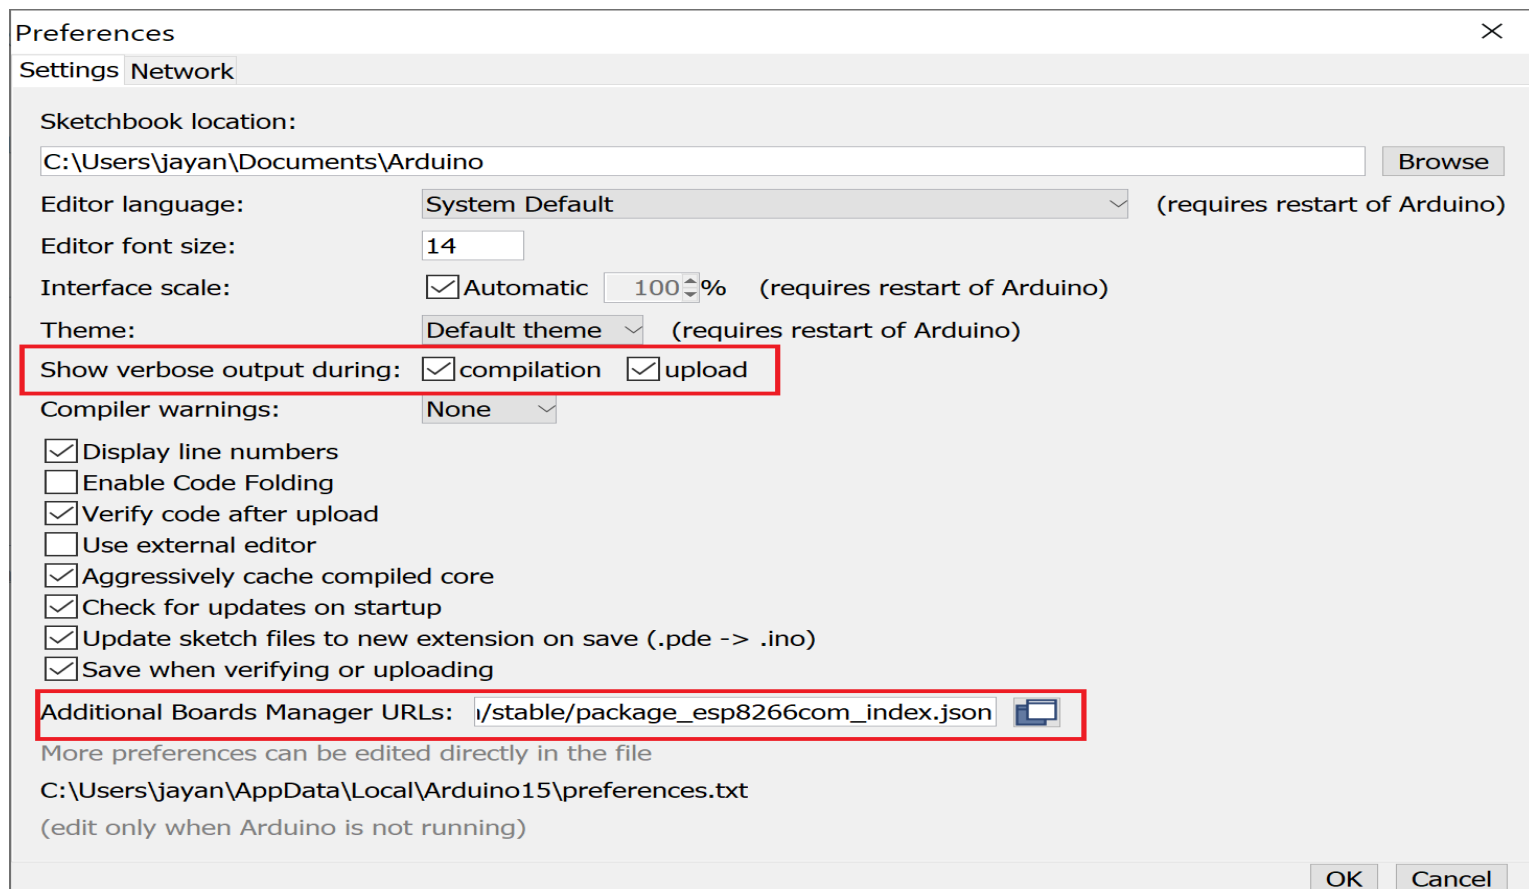 Preferences
Settings Network
Sketchbook location:
C:\Users\jayan\Documents\Arduino Browse
Editor language: System Default (requires restart of Arduino)
Editor font size: 14
Interface scale: Automatic 100 % (requires restart of Arduino)
Theme: Default theme (requires restart of Arduino)
Show verbose output during: compilation upload
Compiler warnings: None
Display line numbers
Enable Code Folding
Verify code after upload
Use external editor
Aggressively cache compiled core
Check for updates on startup
Update sketch files to new extension on save (.pde -> .ino)
Save when verifying or uploading
Additional Boards Manager URLs: /stable/package_esp8266com_index.json
More preferences can be edited directly in the file
C:\Users\jayan\AppData\Local\Arduino15\preferences.txt
(edit only when Arduino is not running)
OK Cancel